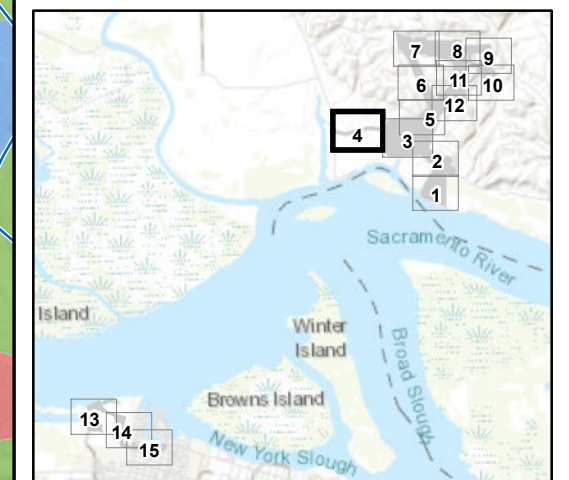 7 8 9
6 11 10
12
5
4 3
2
1
Sacramento River
Island
Winter
Island
Broad Slough
Browns Island
13
14
15
New York Slough